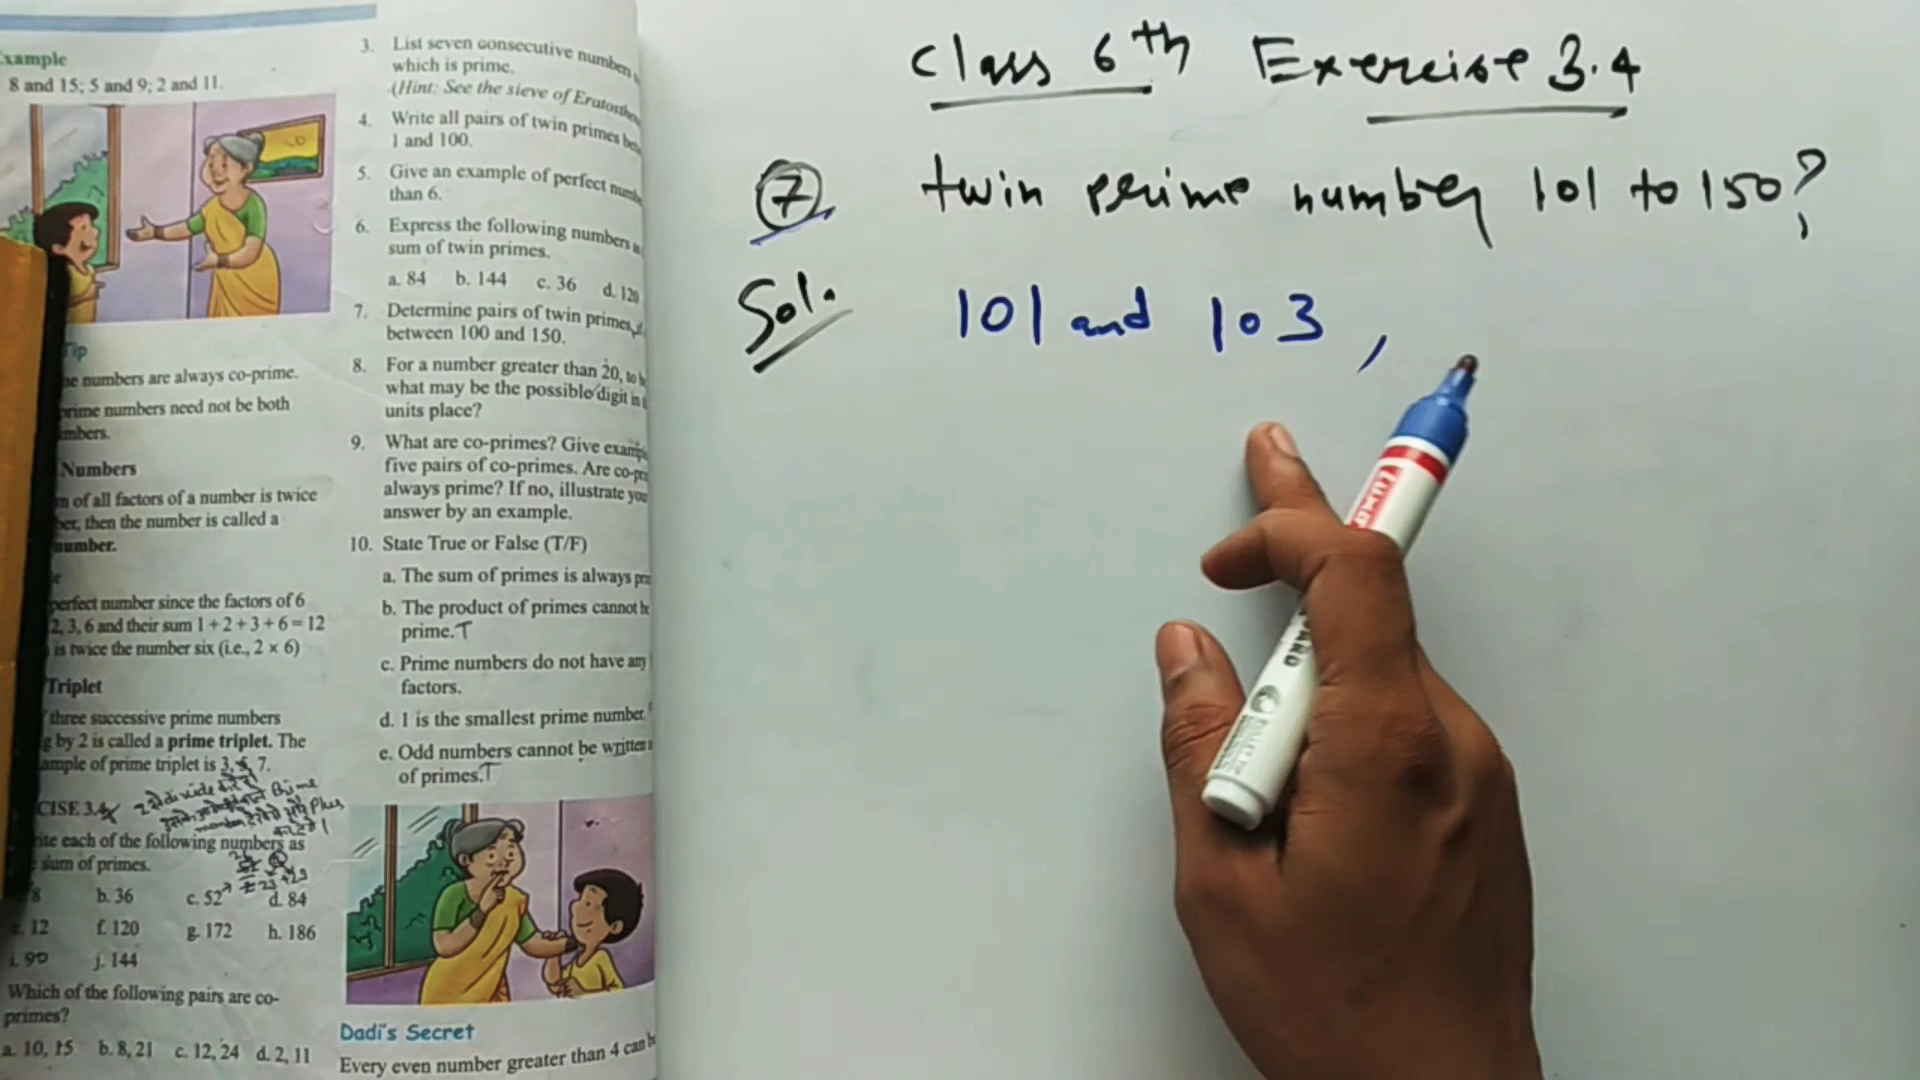 Example
8 and 15; 5 and 9; 2 and 11.
Tip
numbers are always co-prime.
prime numbers need not be both
Numbers
of all factors of a number is twice
then the number is called a
number.
perfect number since the factors of 6
2, 3, 6 and their sum 1 + 2 + 3 + 6 = 12
is twice the number six (i.e., 2 × 6)
Triplet
three successive prime numbers
by 2 is called a prime triplet. The
of prime triplet is 3, 5, 7.
CISE 3.4
each of the following numbers as
sum of primes.
8 b. 36 c. 52 d. 84
12 f. 120 g. 172 h. 186
i. 90 j. 144
Which of the following pairs are co-
primes?
a. 10, 15 b. 8, 21 c. 12, 24 d. 2, 11
3. List seven consecutive numbers
which is prime.
(Hint: See the sieve of
4. Write all pairs of twin primes
1 and 100.
5. Give an example of perfect
than 6.
6. Express the following numbers
sum of twin primes.
a. 84 b. 144 c. 36 d. 120
7. Determine pairs of twin primes,
between 100 and 150.
8. For a number greater than 20, to
what may be the possible digit in
units place?
9. What are co-primes? Give
five pairs of co-primes. Are
always prime? If no, illustrate
answer by an example.
10. State True or False (T/F)
a. The sum of primes is always
b. The product of primes cannot
prime. T
c. Prime numbers do not have any
factors.
d. 1 is the smallest prime number.
e. Odd numbers cannot be written
of primes. T
Dadi's Secret
Every even number greater than 4 can
Class 6th Exercise 3.4
7 twin prime number 101 to 150?
Sol. 101 and 103 ,
LUXOR